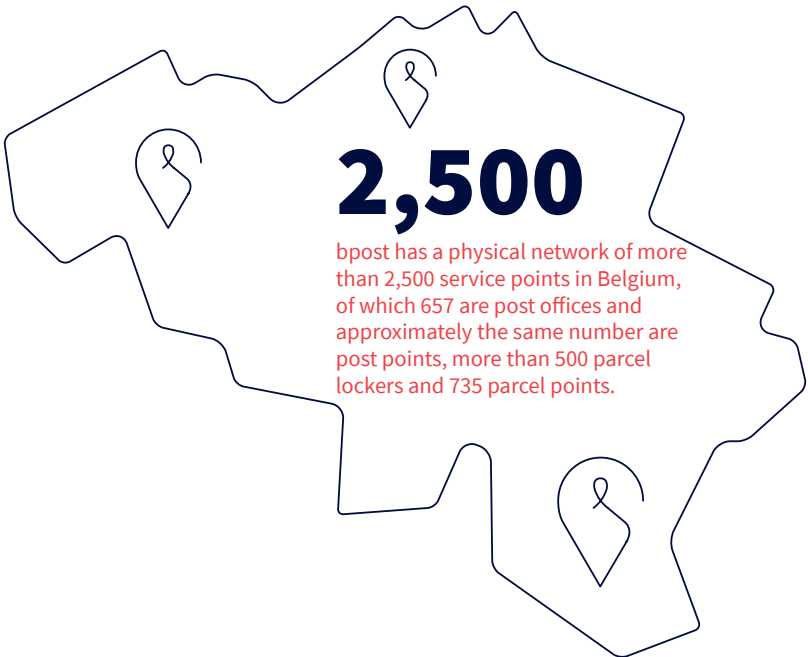 2,500
bpost has a physical network of more
than 2,500 service points in Belgium,
of which 657 are post offices and
approximately the same number are
post points, more than 500 parcel
lockers and 735 parcel points.